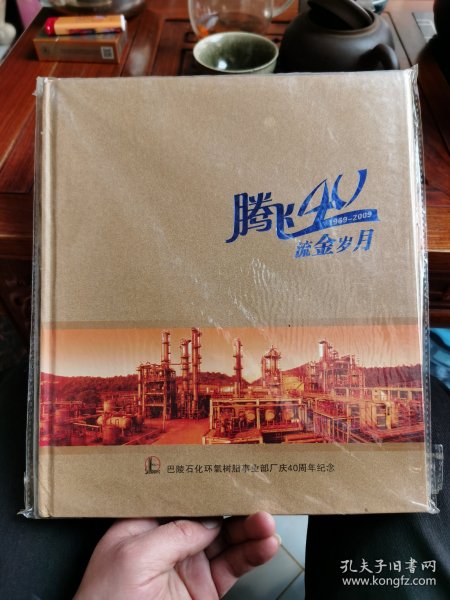 腾飞40
1969-2009
流金岁月
巴陵石化环氧树脂事业部厂庆40周年纪念
孔夫子旧书网
www.kongfz.com